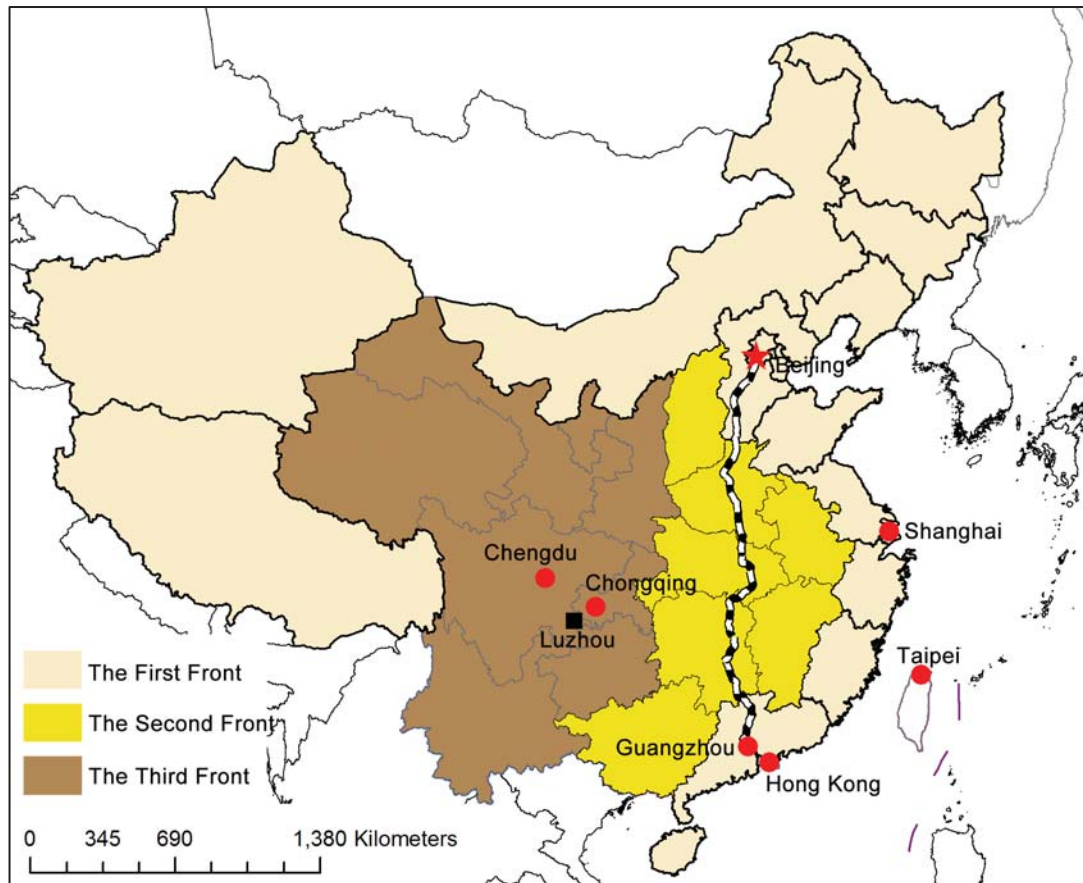 Beijing
Shanghai
Chengdu
Chongqing
Luzhou
Taipei
The First Front
The Second Front
Guangzhou
The Third Front
Hong Kong
0 345 690 1,380 Kilometers